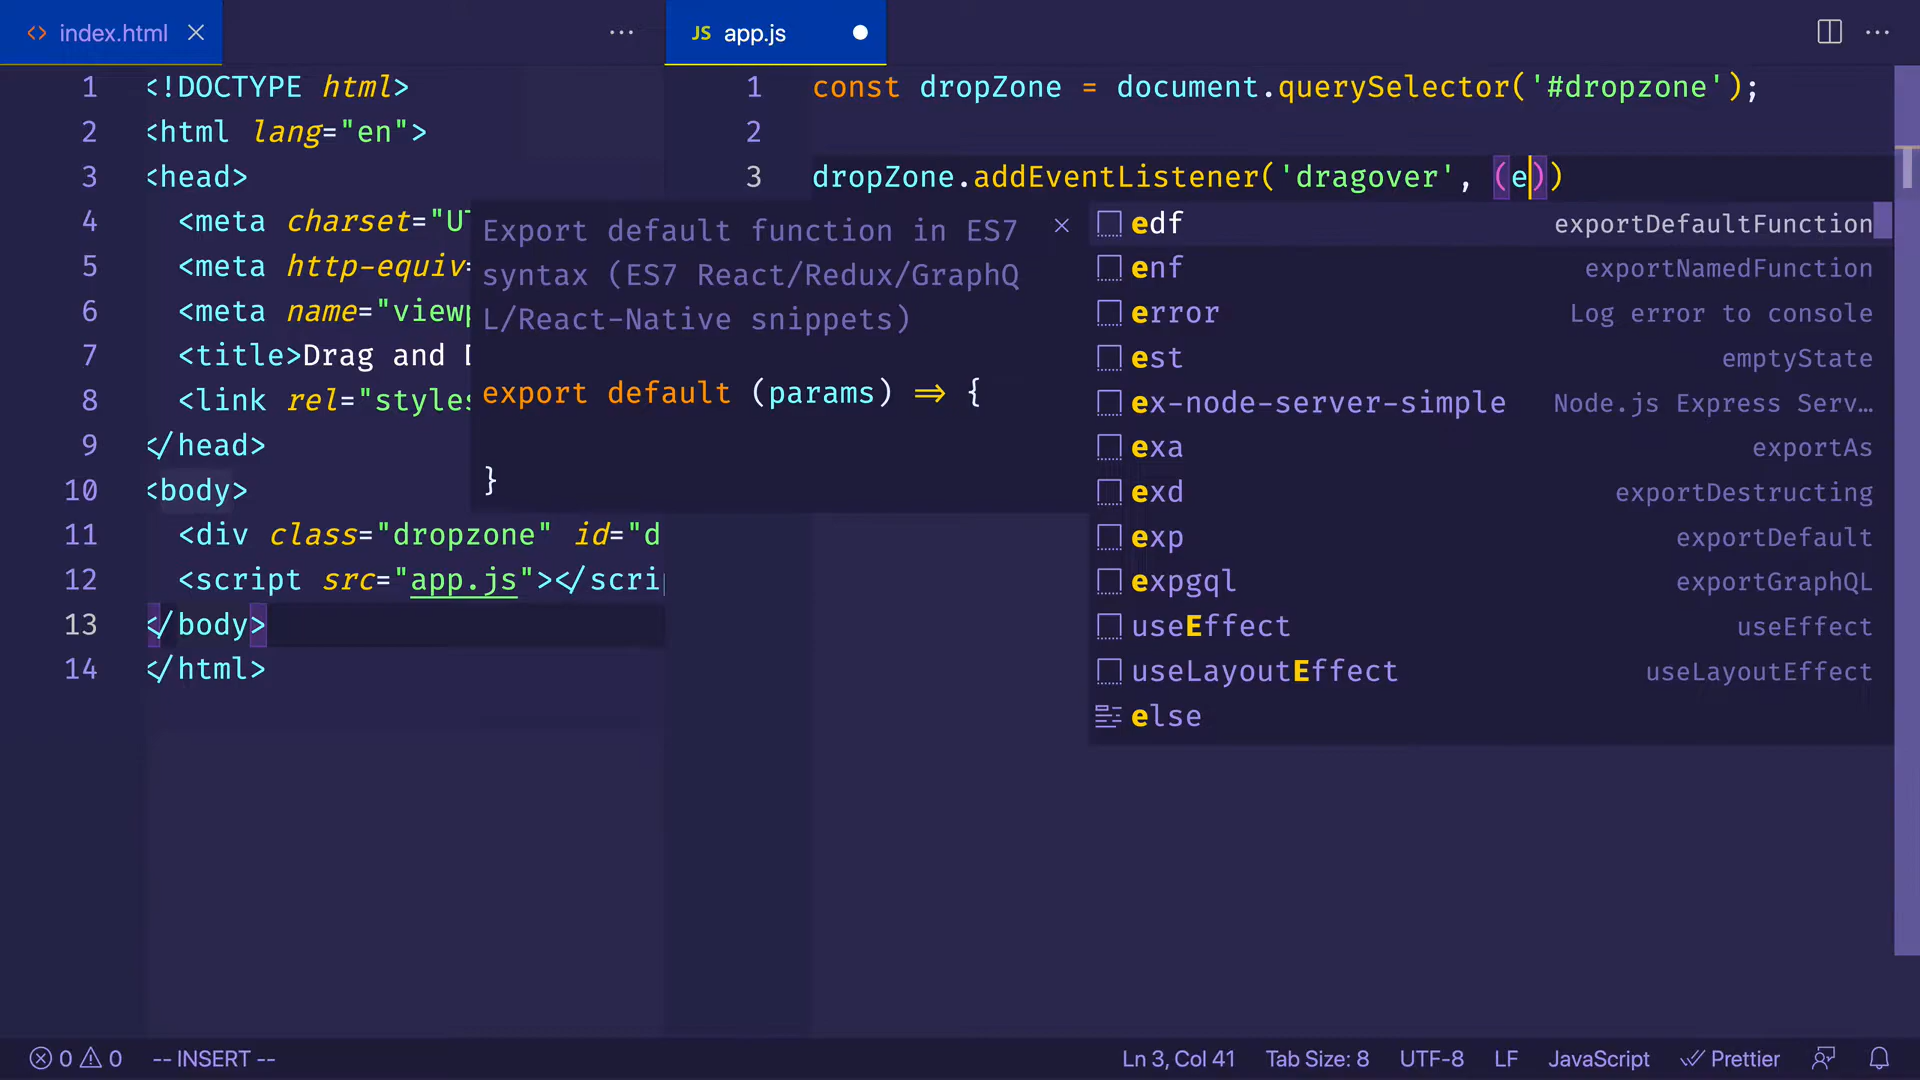 index.html
JS app.js
1 <!DOCTYPE html>
2 <html lang="en">
3 <head>
4 <meta charset="U
5 <meta http-equiv=
6 <meta name="view
7 <title>Drag and
8 <link rel="styles
9 </head>
10 <body>
11 <div class="dropzone" id="d
12 <script src="app.js"></scri
13 </body>
14 </html>
Export default function in ES7
syntax (ES7 React/Redux/GraphQ
L/React-Native snippets)
export default (params) => {
}
1 const dropZone = document.querySelector('#dropzone');
2
3 dropZone.addEventListener('dragover', (e))
edf exportDefaultFunction
enf exportNamedFunction
error Log error to console
est emptyState
ex-node-server-simple Node.js Express Serv…
exa exportAs
exd exportDestructing
exp exportDefault
expgql exportGraphQL
useEffect useEffect
useLayoutEffect useLayoutEffect
else
0 0 -- INSERT -- Ln 3, Col 41 Tab Size: 8 UTF-8 LF JavaScript Prettier